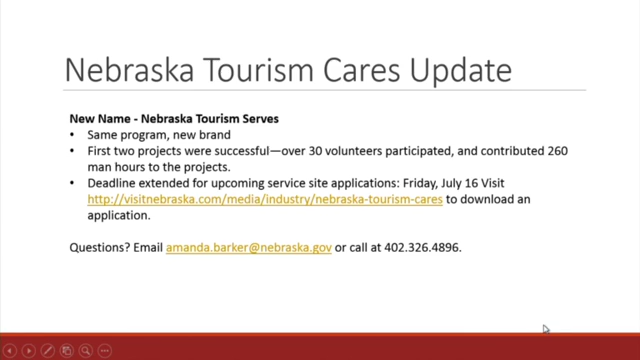 Nebraska Tourism Cares Update
New Name - Nebraska Tourism Serves
• Same program, new brand
• First two projects were successful—over 30 volunteers participated, and contributed 260
man hours to the projects.
• Deadline extended for upcoming service site applications: Friday, July 16 Visit
http://visitnebraska.com/media/industry/nebraska-tourism-cares to download an
application.
Questions? Email amanda.barker@nebraska.gov or call at 402.326.4896.